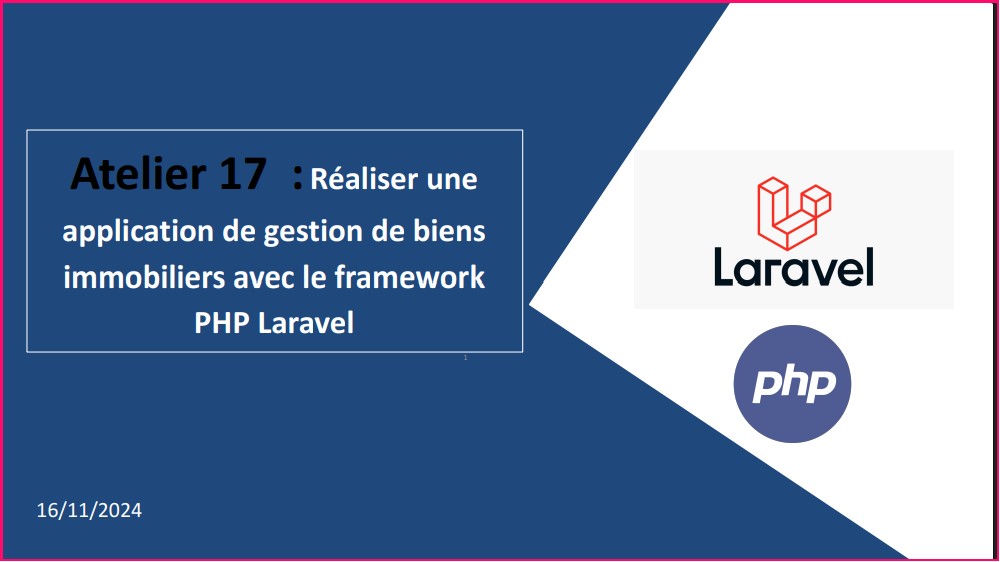 Atelier 17 : Réaliser une
application de gestion de biens
immobiliers avec le framework
PHP Laravel
1
Laravel
php
16/11/2024